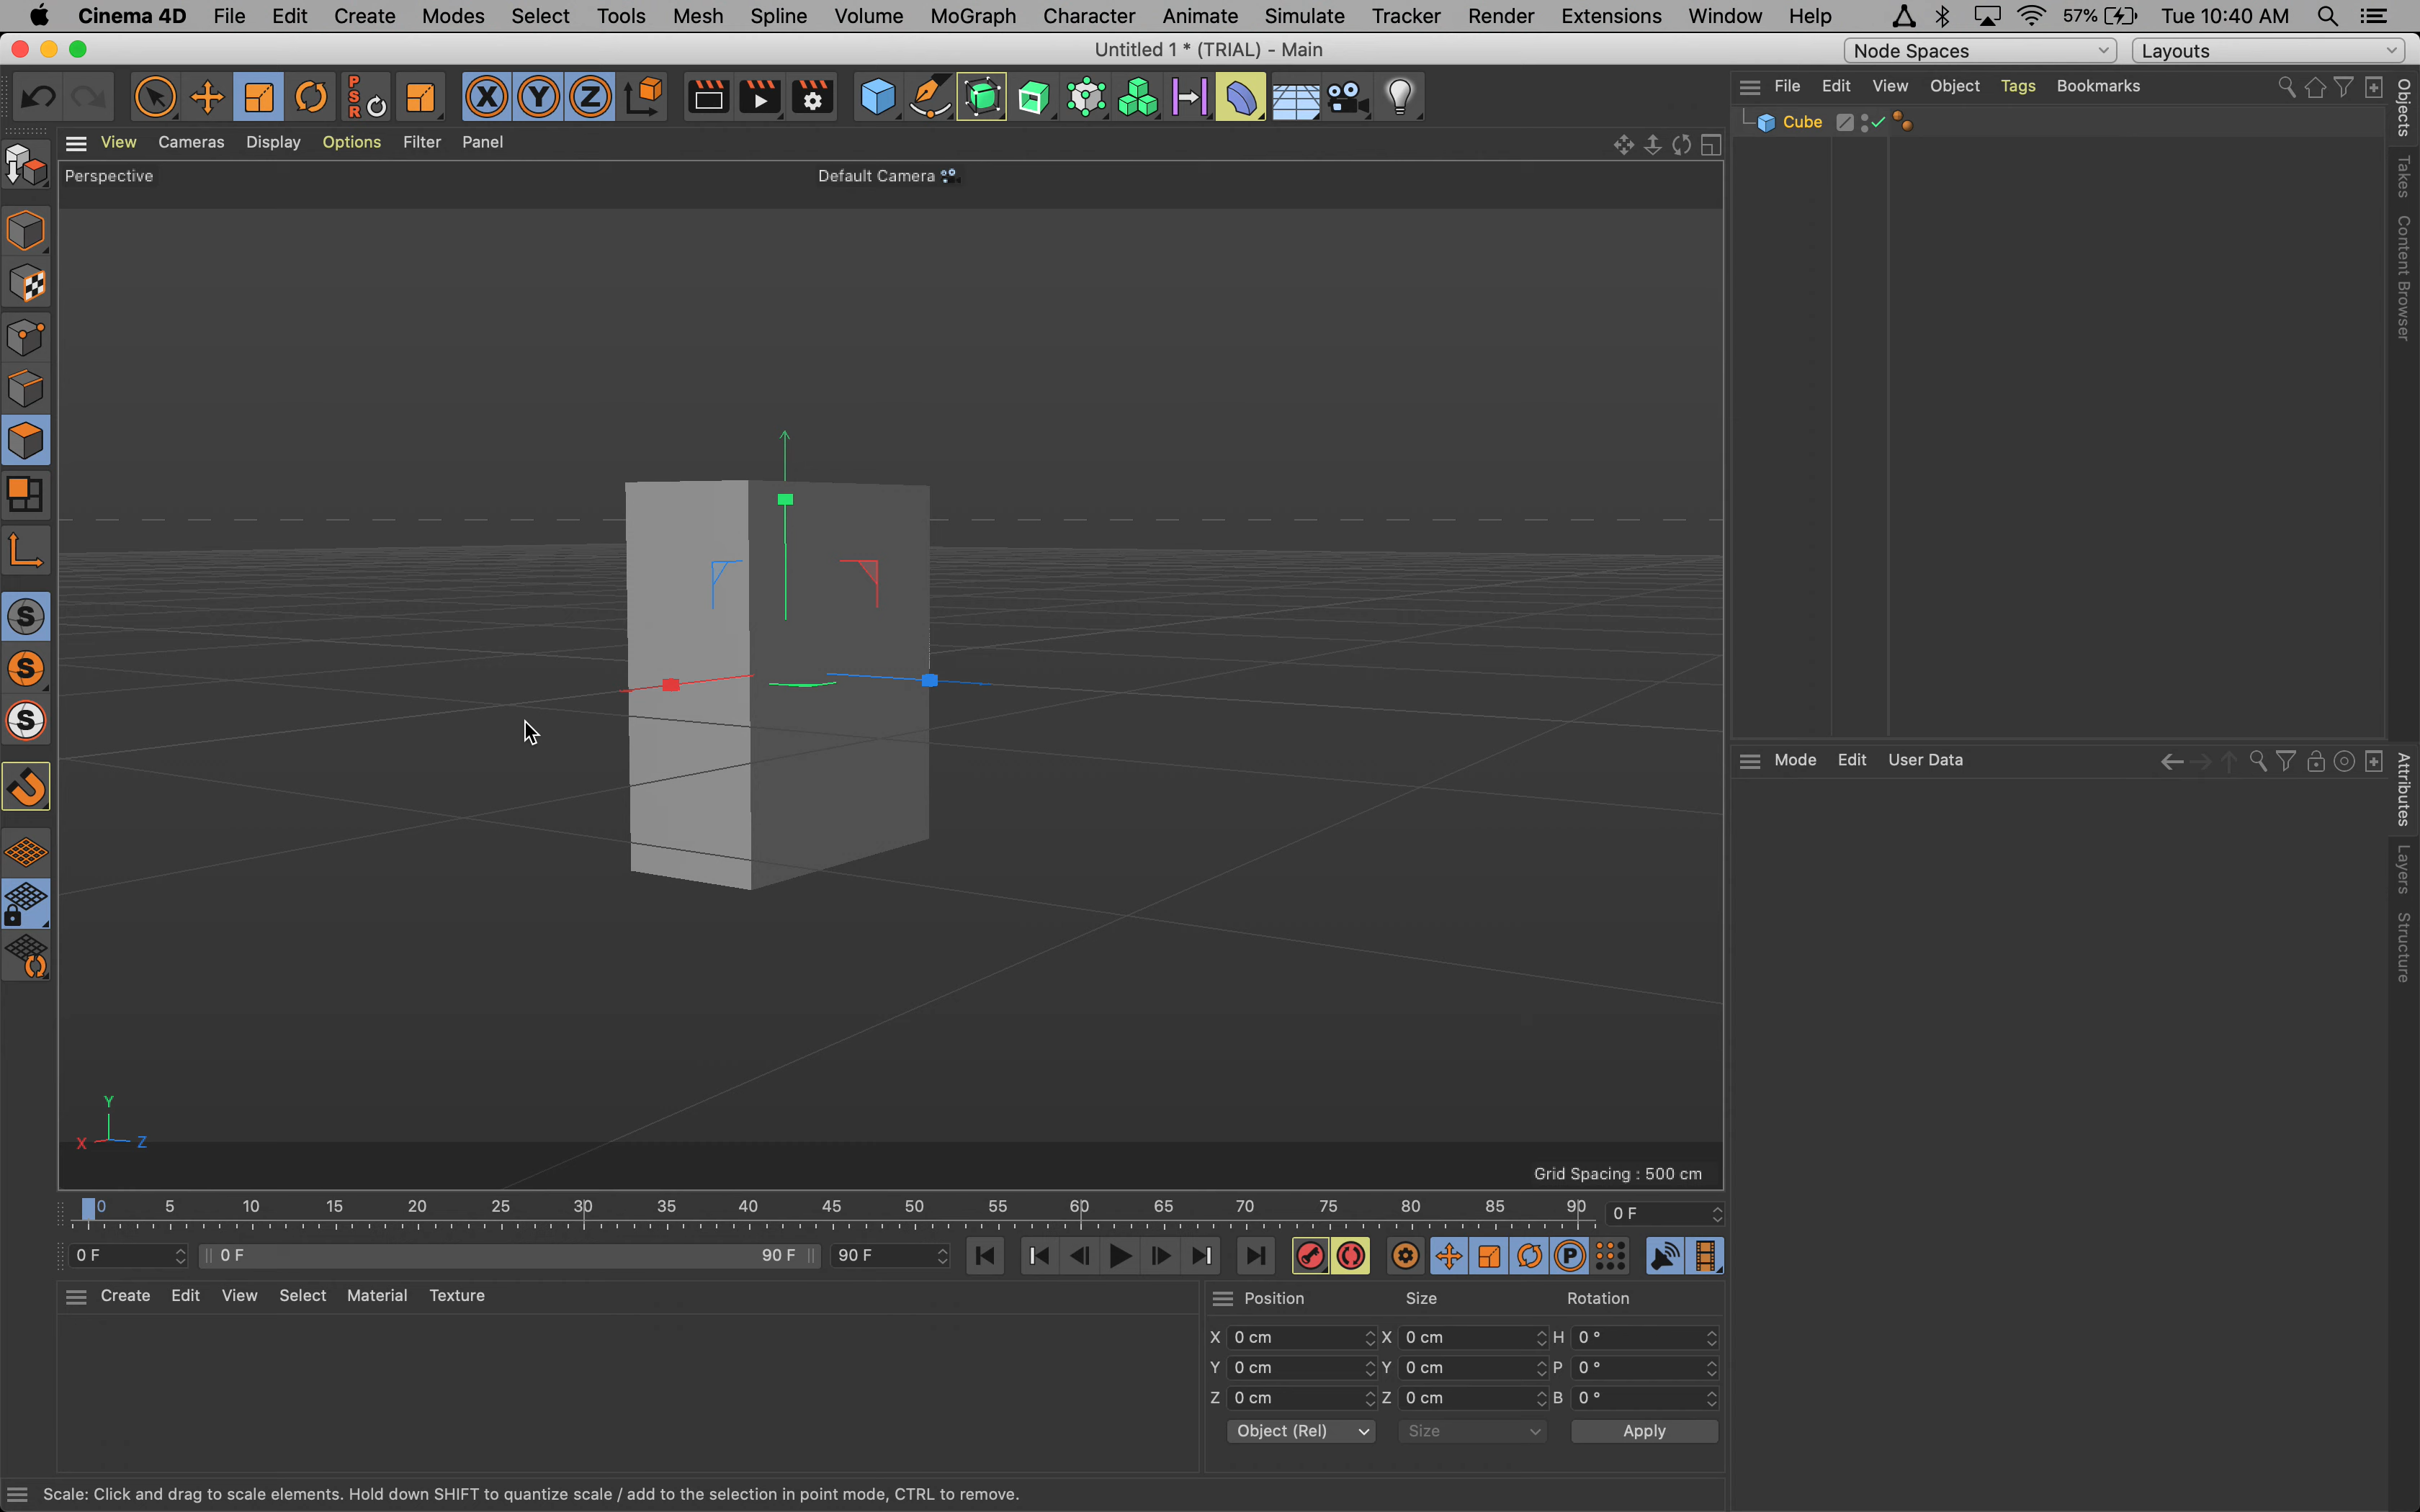 Cinema 4D File Edit Create Modes Select Tools Mesh Spline Volume MoGraph Character Animate Simulate Tracker Render Extensions Window Help 57% Tue 10:40 AM
Untitled 1 * (TRIAL) - Main Node Spaces Layouts
PSR X Y Z
File Edit View Object Tags Bookmarks
View Cameras Display Options Filter Panel
Cube
Perspective Default Camera
Objects
Takes
Content Browser
S
S
S
Mode Edit User Data
Attributes
Layers
Structure
Y
X Z
Grid Spacing : 500 cm
0 5 10 15 20 25 30 35 40 45 50 55 60 65 70 75 80 85 90 0 F
0 F 0 F 90 F 90 F P
Create Edit View Select Material Texture
Position Size Rotation
X 0 cm X 0 cm H 0 °
Y 0 cm Y 0 cm P 0 °
Z 0 cm Z 0 cm B 0 °
Object (Rel) Size Apply
Scale: Click and drag to scale elements. Hold down SHIFT to quantize scale / add to the selection in point mode, CTRL to remove.